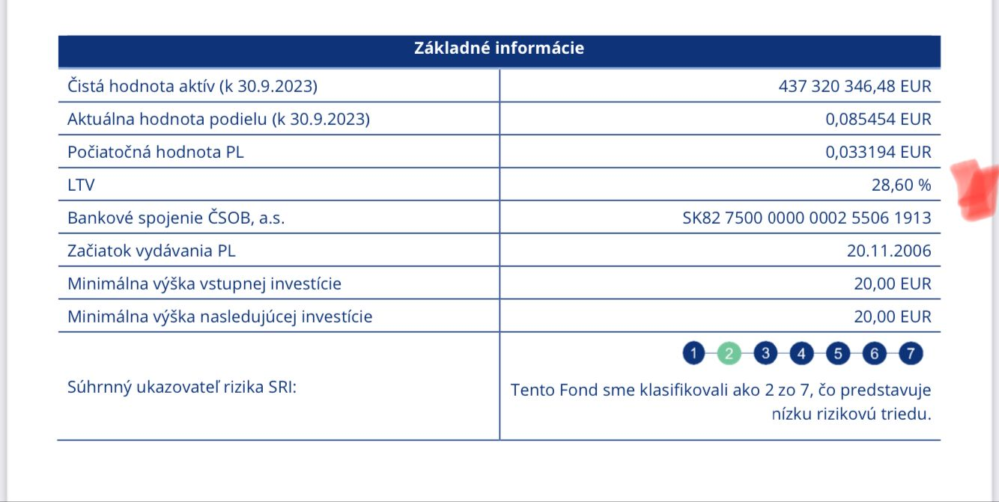 Základné informácie
Čistá hodnota aktív (k 30.9.2023) 437 320 346,48 EUR
Aktuálna hodnota podielu (k 30.9.2023) 0,085454 EUR
Počiatočná hodnota PL 0,033194 EUR
LTV 28,60 %
Bankové spojenie ČSOB, a.s. SK82 7500 0000 0002 5506 1913
Začiatok vydávania PL 20.11.2006
Minimálna výška vstupnej investície 20,00 EUR
Minimálna výška nasledujúcej investície 20,00 EUR
1 2 3 4 5 6 7
Súhrnný ukazovateľ rizika SRI:
Tento Fond sme klasifikovali ako 2 zo 7, čo predstavuje
nízku rizikovú triedu.